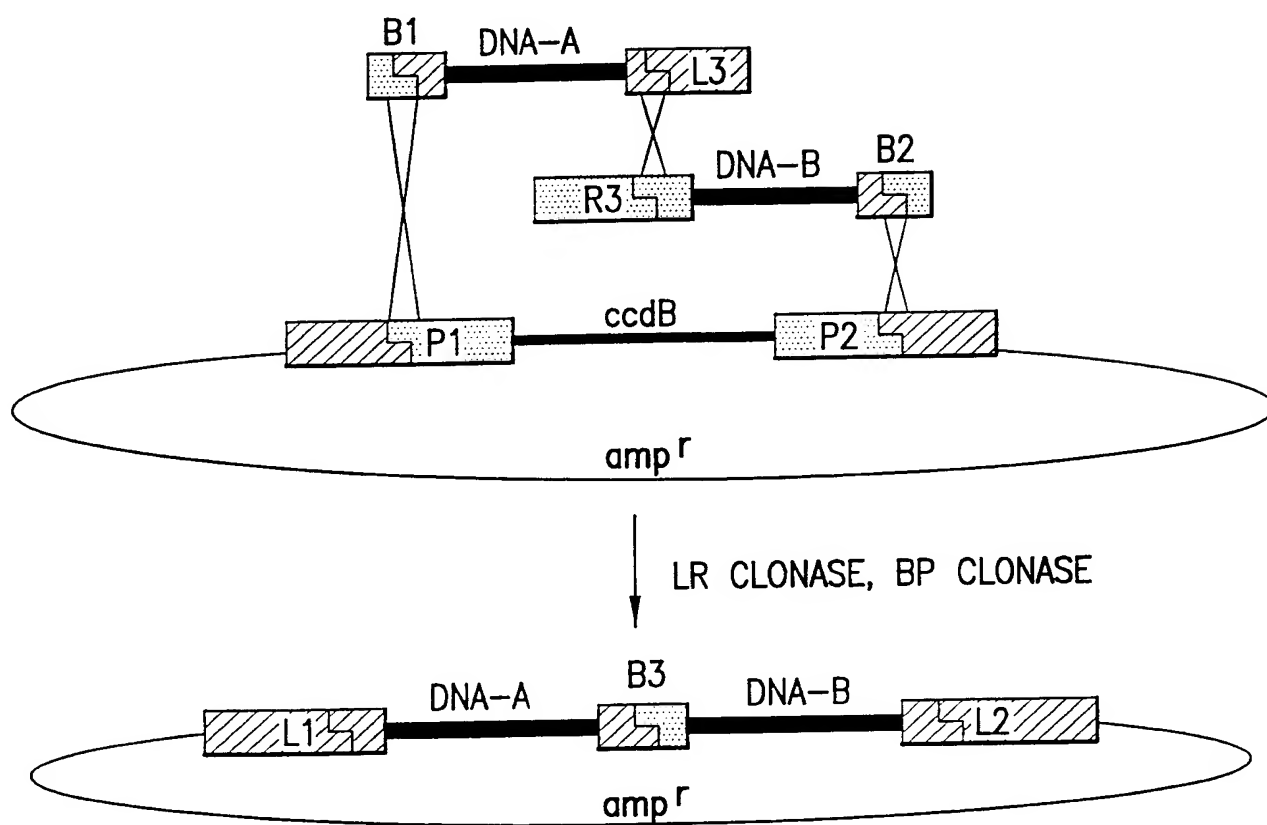 B1
DNA-A
L3
R3
DNA-B
B2
P1
ccdB
P2
amp r
LR CLONASE, BP CLONASE
L1
DNA-A
B3
DNA-B
L2
amp r